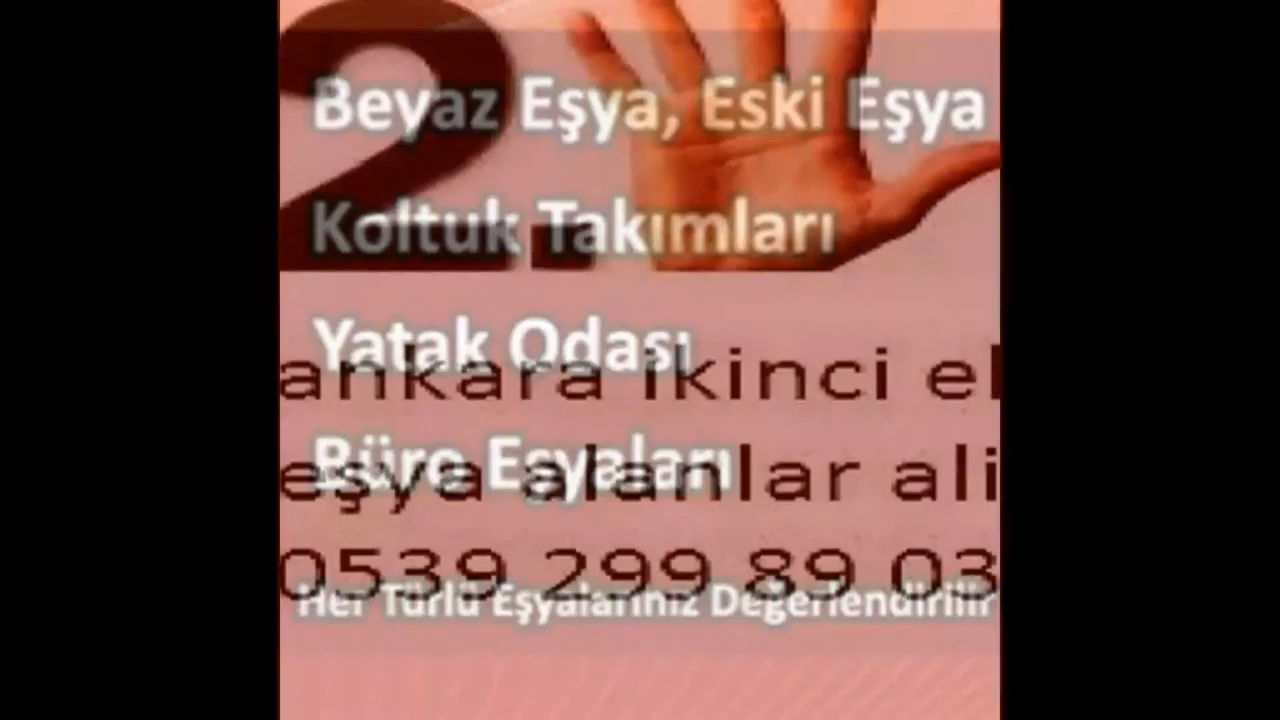 2.
Beyaz Eşya, Eski Eşya
Koltuk Takımları
Yatak Odası
ankara ikinci el
Büro Eşyaları
eşya alanlar ali
0539 299 89 03
Her Türlü Eşyalarınız Değerlendirilir